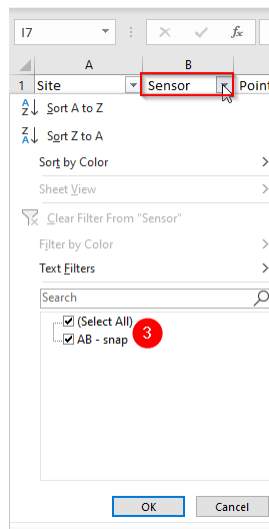 I7 fx
A B
1 Site Sensor Poin
Sort A to Z
Sort Z to A
Sort by Color
Sheet View
Clear Filter From "Sensor"
Filter by Color
Text Filters
Search
(Select All)
AB - snap
3
OK Cancel